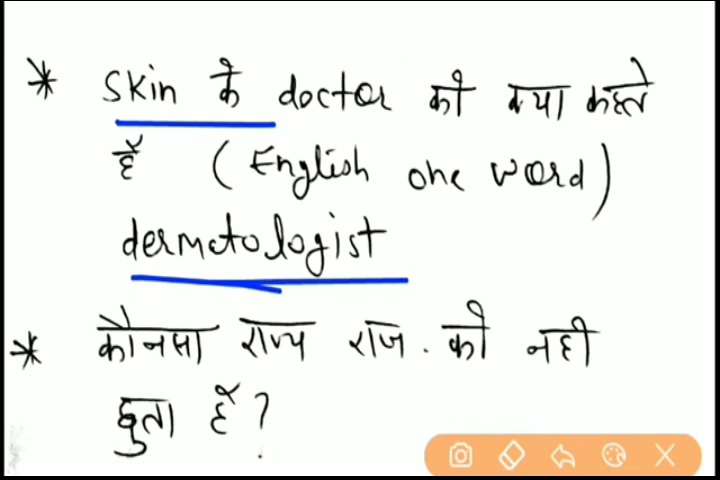 * skin के doctor को क्या कहते
हैं (English one word)
dermatologist
* कौनसा राज्य राज. को नही
छुता हैं?